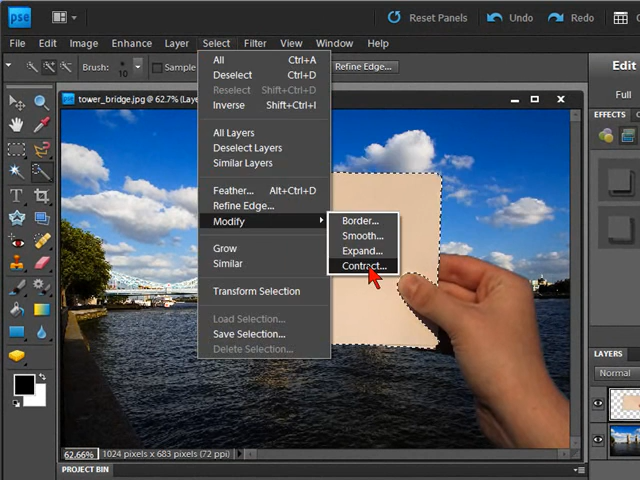 pse
Reset Panels
Undo
Redo
File Edit Image Enhance Layer Select Filter View Window Help
Brush: 10 Sample
Refine Edge...
Edit
Full
EFFECTS
tower_bridge.jpg @ 62.7% (Laye
All Ctrl+A
Deselect Ctrl+D
Reselect Shift+Ctrl+D
Inverse Shift+Ctrl+I
All Layers
Deselect Layers
Similar Layers
Feather... Alt+Ctrl+D
Refine Edge...
Modify
Border...
Smooth...
Expand...
Contract...
Grow
Similar
Transform Selection
Load Selection...
Save Selection...
Delete Selection...
LAYERS
Normal
62.66% 1024 pixels x 683 pixels (72 ppi)
PROJECT BIN